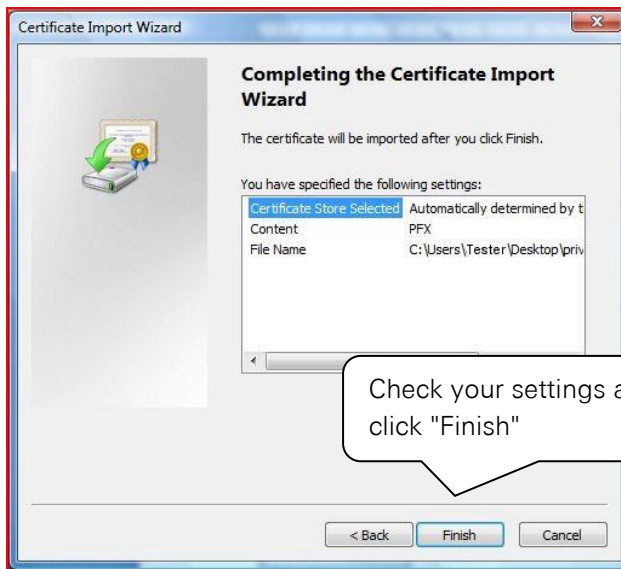 Certificate Import Wizard
Completing the Certificate Import
Wizard
The certificate will be imported after you click Finish.
You have specified the following settings:
Certificate Store Selected Automatically determined by t
Content PFX
File Name C:\Users\Tester\Desktop\priv
Check your settings a
click "Finish"
< Back Finish Cancel